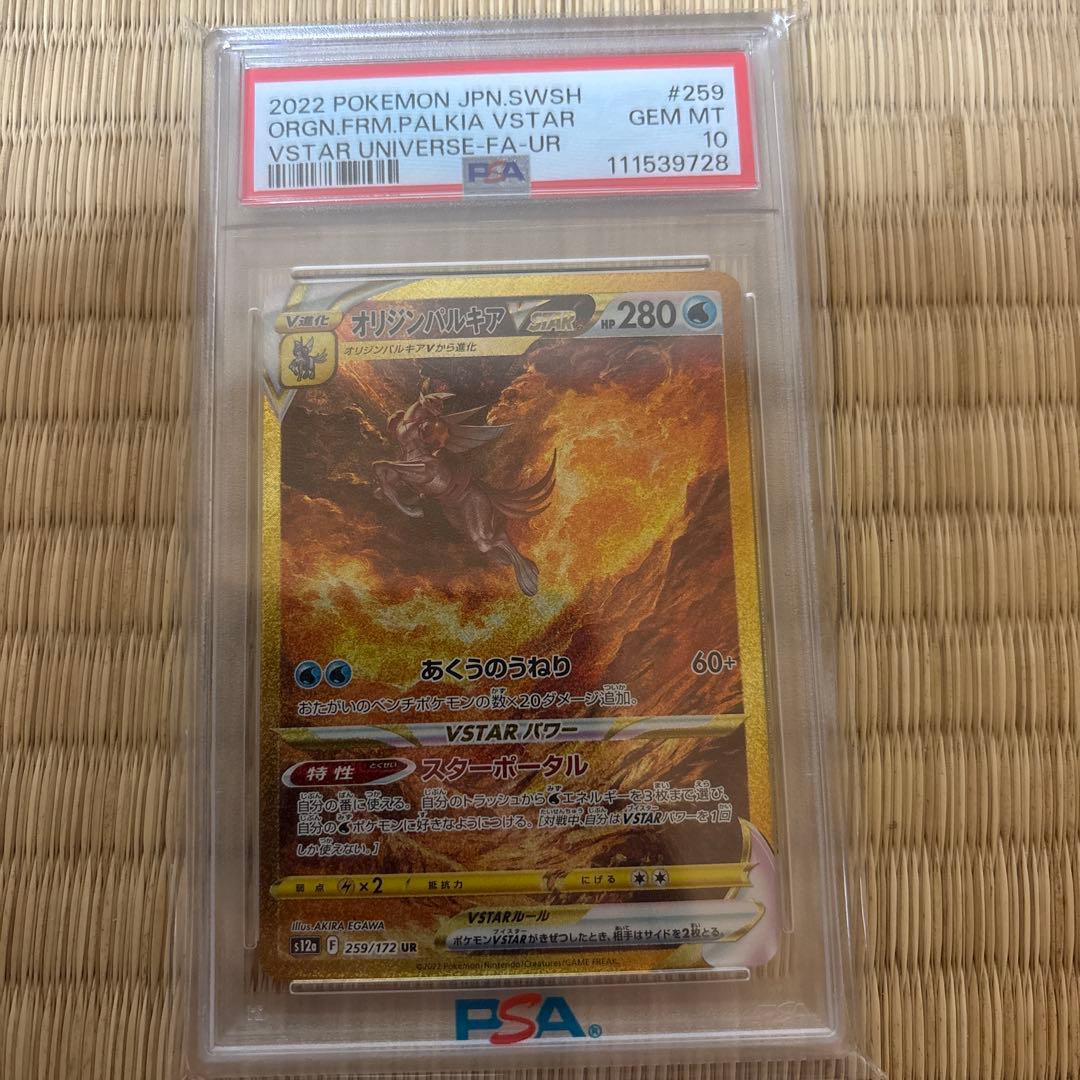 2022 POKEMON JPN.SWSH #259
ORGN.FRM.PALKIA VSTAR GEM MT
VSTAR UNIVERSE-FA-UR 10
PSA 111539728
V進化 オリジンパルキア VSTAR HP 280
オリジンパルキアVから進化
あくうのうねり 60+
おたがいのベンチポケモンの数×20ダメージ追加。
VSTARパワー
特性 スターポータル
自分の番に使える。自分のトラッシュからエネルギーを3枚まで選び、
自分のポケモンに好きなようにつける。[対戦中、自分はVSTARパワーを1回
しか使えない。]
弱点 ×2 抵抗力 にげる
Illus. AKIRA EGAWA
VSTARルール
ポケモンVSTARがきぜつしたとき、相手はサイドを2枚とる。
s12a F 259/172 UR
©2022 Pokémon/Nintendo/Creatures/GAME FREAK.
PSA®